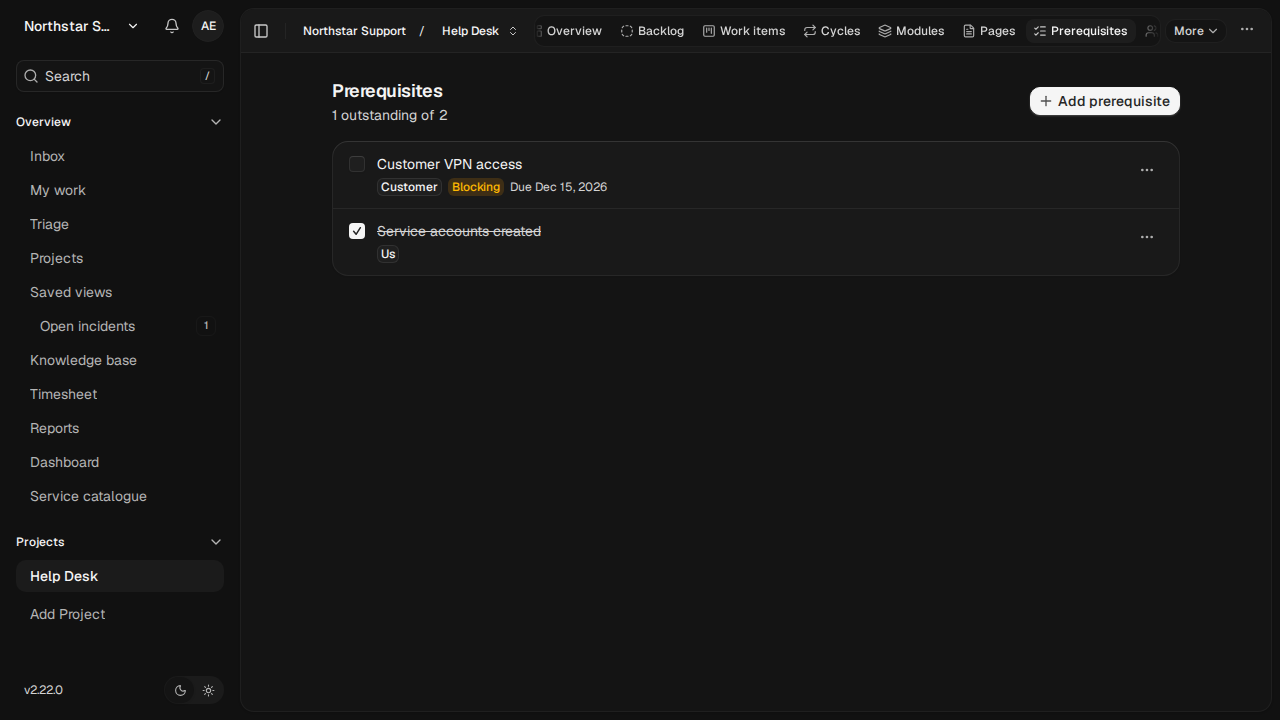 Northstar S...
AE
Search
/
Overview
Inbox
My work
Triage
Projects
Saved views
Open incidents
1
Knowledge base
Timesheet
Reports
Dashboard
Service catalogue
Projects
Help Desk
Add Project
v2.22.0
Northstar Support / Help Desk
Overview
Backlog
Work items
Cycles
Modules
Pages
Prerequisites
More
Prerequisites
1 outstanding of 2
Add prerequisite
Customer VPN access
Customer Blocking Due Dec 15, 2026
Service accounts created
Us